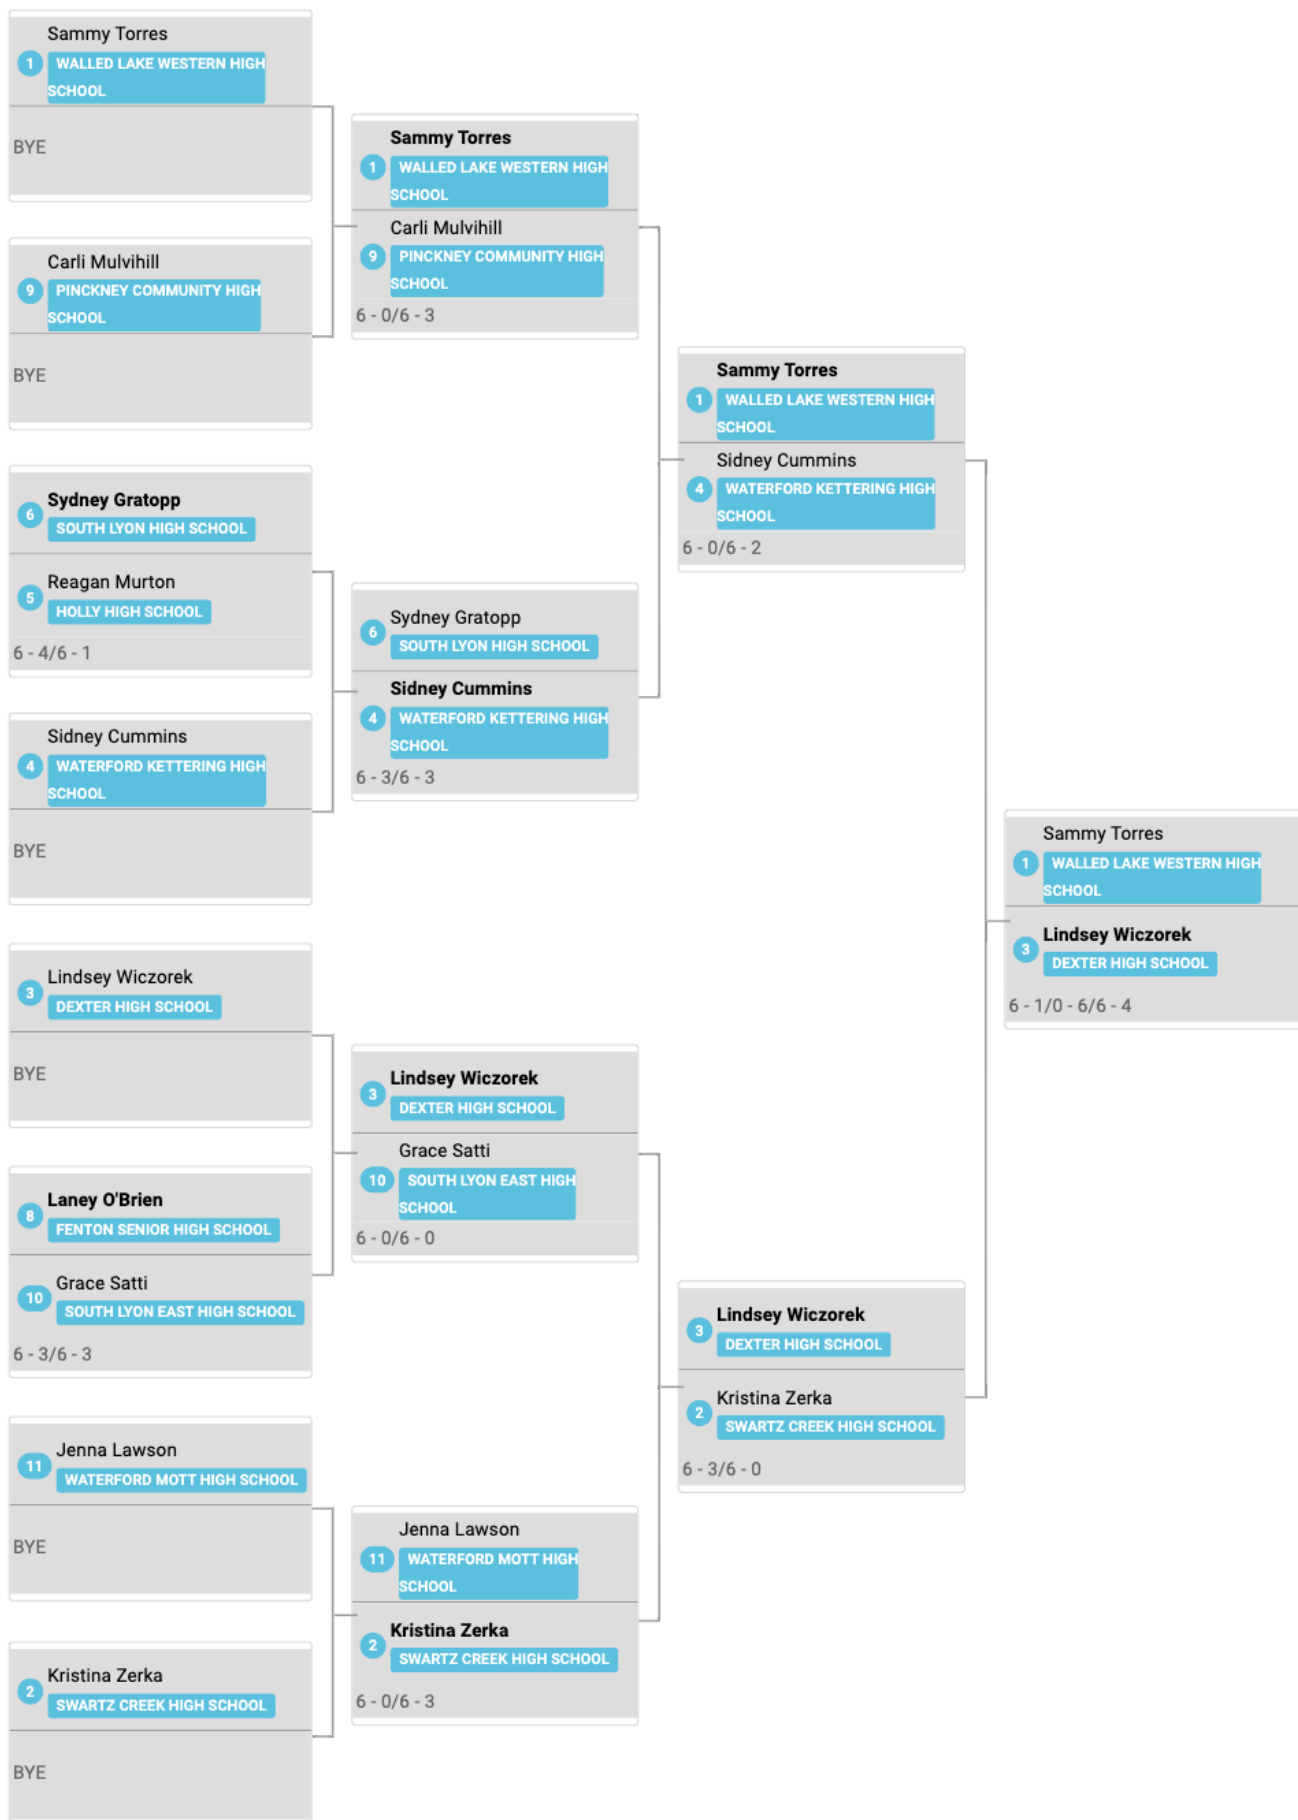 Sammy Torres
1 WALLED LAKE WESTERN HIGH
SCHOOL
BYE
Carli Mulvihill
9 PINCKNEY COMMUNITY HIGH
SCHOOL
BYE
Sydney Gratopp
6 SOUTH LYON HIGH SCHOOL
Reagan Murton
5 HOLLY HIGH SCHOOL
6 - 4/6 - 1
Sidney Cummins
4 WATERFORD KETTERING HIGH
SCHOOL
BYE
Lindsey Wiczorek
3 DEXTER HIGH SCHOOL
BYE
Laney O'Brien
8 FENTON SENIOR HIGH SCHOOL
Grace Satti
10 SOUTH LYON EAST HIGH SCHOOL
6 - 3/6 - 3
Jenna Lawson
11 WATERFORD MOTT HIGH SCHOOL
BYE
Kristina Zerka
2 SWARTZ CREEK HIGH SCHOOL
BYE
Sammy Torres
1 WALLED LAKE WESTERN HIGH
SCHOOL
Carli Mulvihill
9 PINCKNEY COMMUNITY HIGH
SCHOOL
6 - 0/6 - 3
Sydney Gratopp
6 SOUTH LYON HIGH SCHOOL
Sidney Cummins
4 WATERFORD KETTERING HIGH
SCHOOL
6 - 3/6 - 3
Lindsey Wiczorek
3 DEXTER HIGH SCHOOL
Grace Satti
10 SOUTH LYON EAST HIGH
SCHOOL
6 - 0/6 - 0
Jenna Lawson
11 WATERFORD MOTT HIGH
SCHOOL
Kristina Zerka
2 SWARTZ CREEK HIGH SCHOOL
6 - 0/6 - 3
Sammy Torres
1 WALLED LAKE WESTERN HIGH
SCHOOL
Sidney Cummins
4 WATERFORD KETTERING HIGH
SCHOOL
6 - 0/6 - 2
Lindsey Wiczorek
3 DEXTER HIGH SCHOOL
Kristina Zerka
2 SWARTZ CREEK HIGH SCHOOL
6 - 3/6 - 0
Sammy Torres
1 WALLED LAKE WESTERN HIGH
SCHOOL
Lindsey Wiczorek
3 DEXTER HIGH SCHOOL
6 - 1/0 - 6/6 - 4